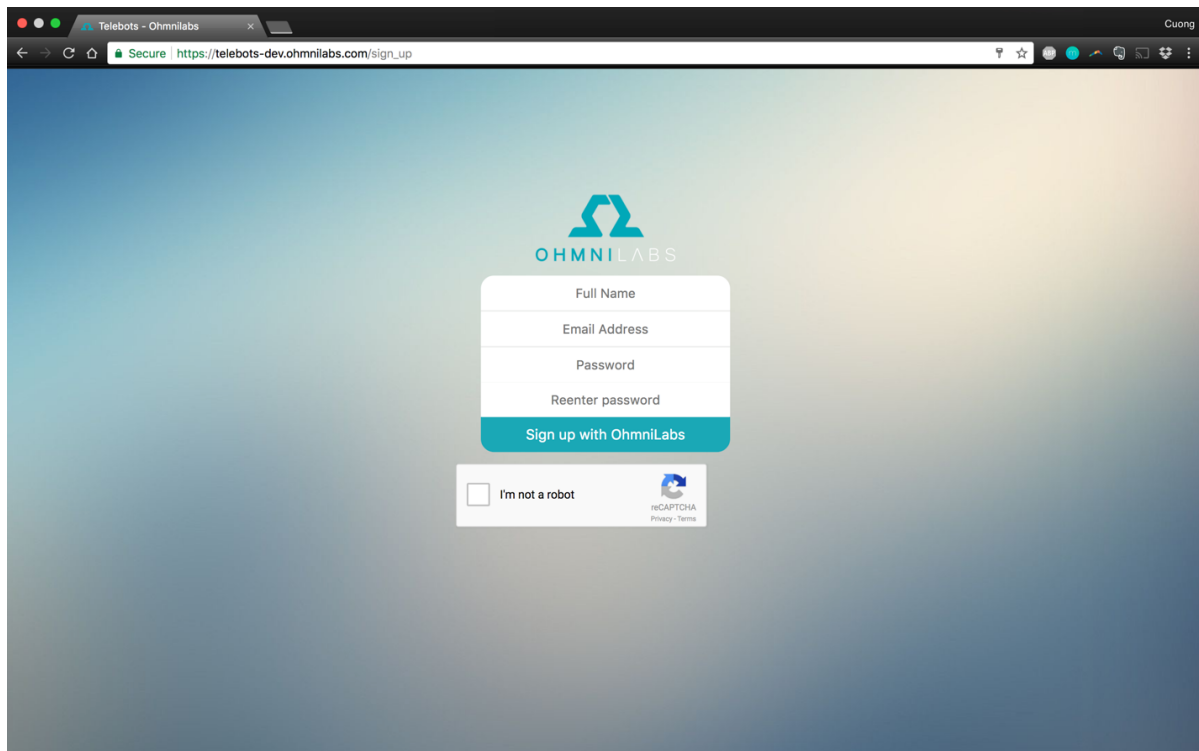 Telebots - Ohmnilabs
Cuong
Secure https://telebots-dev.ohmnilabs.com/sign_up
ABP
OHMNILABS
Full Name
Email Address
Password
Reenter password
Sign up with OhmniLabs
I'm not a robot
reCAPTCHA
Privacy - Terms